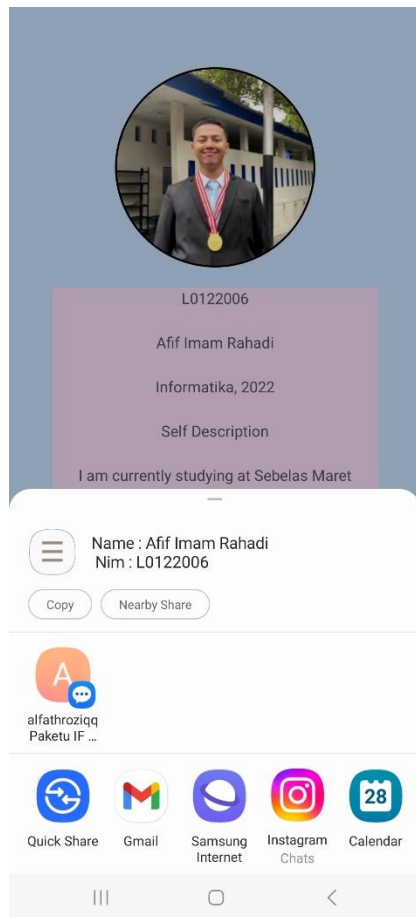 L0122006
Afif Imam Rahadi
Informatika, 2022
Self Description
I am currently studying at Sebelas Maret
Name : Afif Imam Rahadi
Nim : L0122006
Copy
Nearby Share
A
alfathroziqq
Paketu IF ...
28
Quick Share
Gmail
Samsung
Internet
Instagram
Chats
Calendar